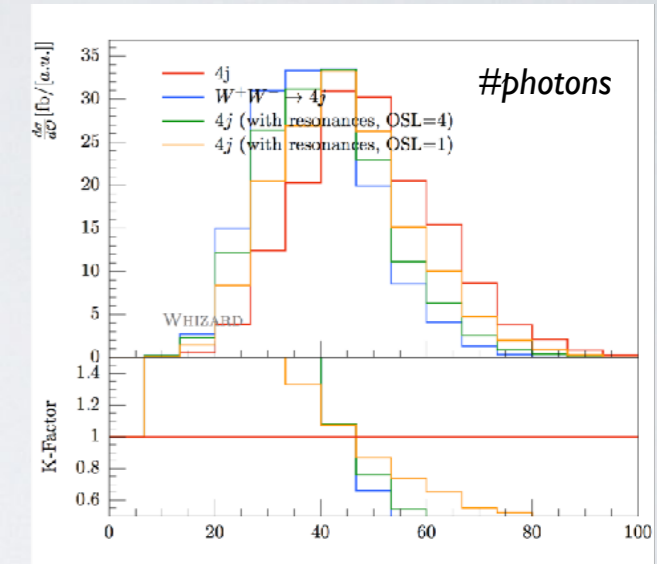 #photons
dσ/dO [fb/[a.u.]]
35
30
25
20
15
10
5
0
4j
W⁺W⁻ → 4j
4j (with resonances, OSL=4)
4j (with resonances, OSL=1)
WHIZARD
K-Factor
1.4
1.2
1
0.8
0.6
0 20 40 60 80 100